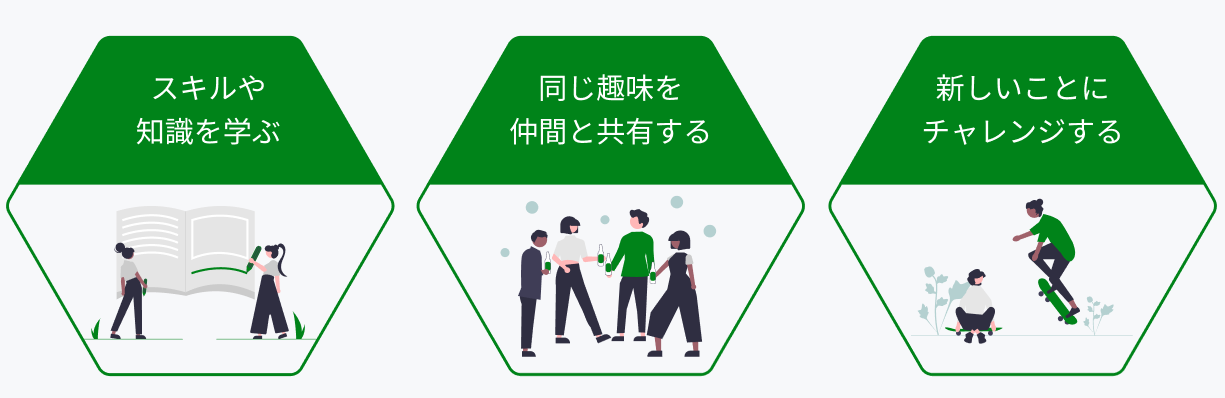 スキルや
知識を学ぶ
同じ趣味を
仲間と共有する
新しいことに
チャレンジする